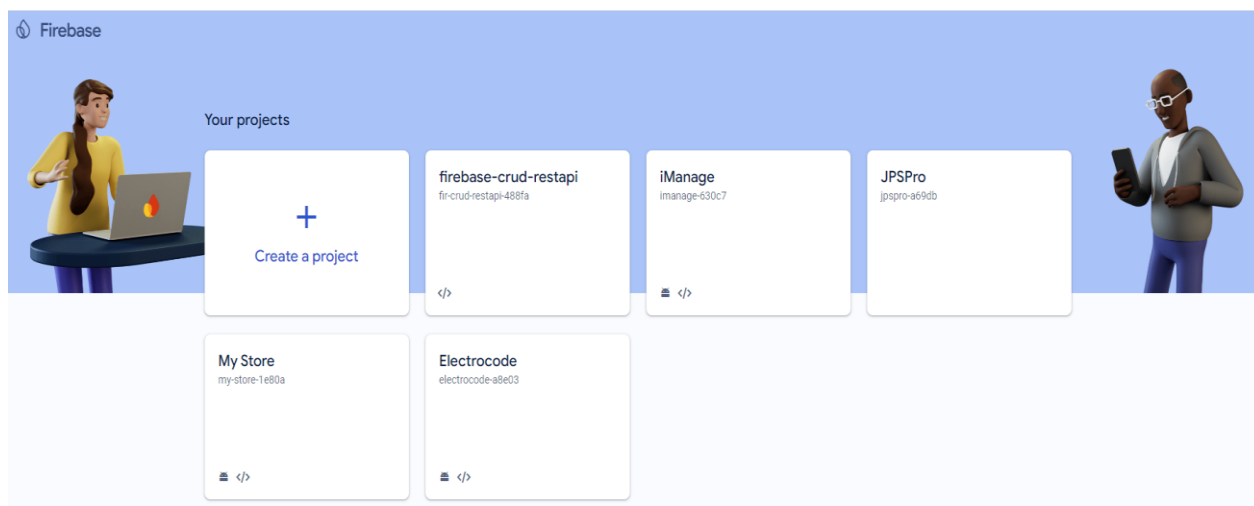 Firebase
Your projects
Create a project
firebase-crud-restapi
fir-crud-restapi-488fa
iManage
imanage-630c7
JPSPro
jpspro-a69db
My Store
my-store-1e80a
Electrocode
electrocode-a8e03